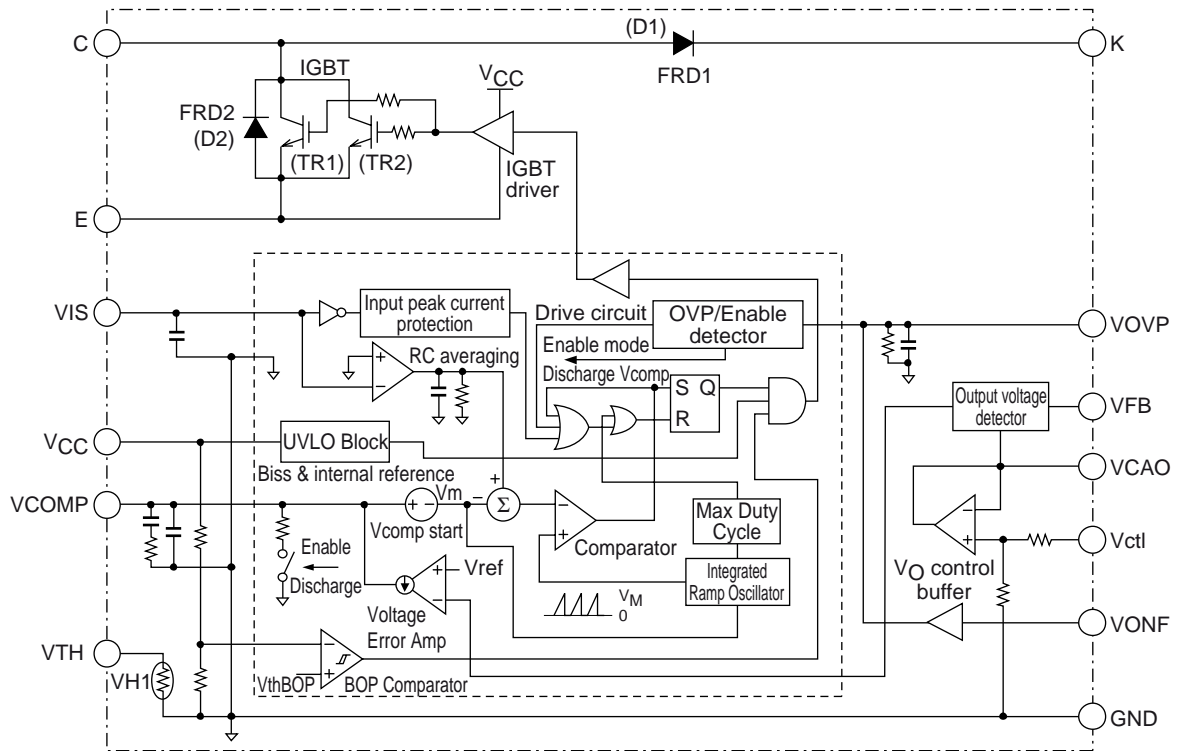 (D1)
C
K
FRD1
IGBT
VCC
FRD2
(D2)
(TR1)
(TR2)
IGBT
driver
E
VIS
Input peak current
protection
Drive circuit
OVP/Enable
detector
VOVP
RC averaging
Enable mode
Discharge Vcomp
S Q
R
Output voltage
detector
VFB
VCC
UVLO Block
Biss & internal reference
VCAO
VCOMP
+ -
Vm
+
-
Σ
Vcomp start
-
+
Comparator
Max Duty
Cycle
-
+
Vctl
Enable
Discharge
+
-
Vref
Integrated
Ramp Oscillator
VO control
buffer
Voltage
Error Amp
VM
0
VONF
VTH
VH1
-
+
VthBOP
BOP Comparator
GND
+
-